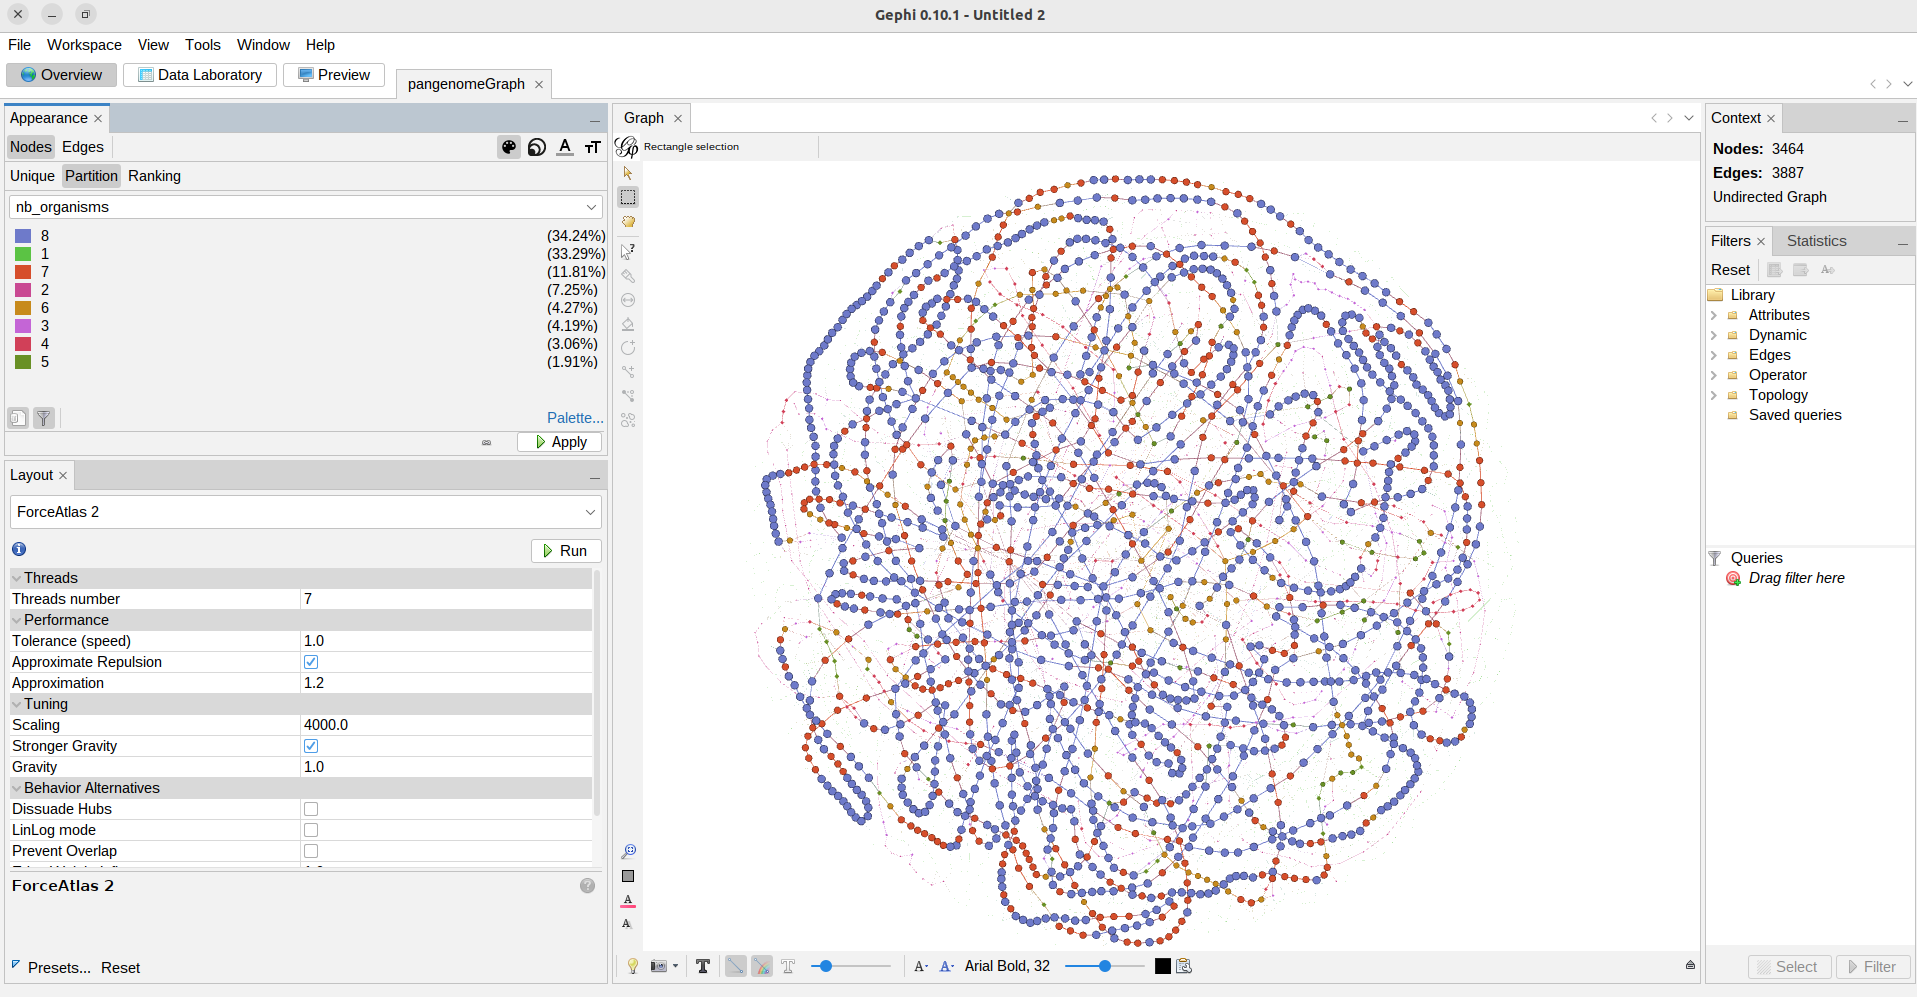 Gephi 0.10.1 - Untitled 2
File Workspace View Tools Window Help
Overview Data Laboratory Preview pangenomeGraph
Appearance
Nodes Edges
Unique Partition Ranking
nb_organisms
8 (34.24%)
1 (33.29%)
7 (11.81%)
2 (7.25%)
6 (4.27%)
3 (4.19%)
4 (3.06%)
5 (1.91%)
Palette...
Apply
Layout
ForceAtlas 2
Run
Threads
Threads number 7
Performance
Tolerance (speed) 1.0
Approximate Repulsion
Approximation 1.2
Tuning
Scaling 4000.0
Stronger Gravity
Gravity 1.0
Behavior Alternatives
Dissuade Hubs
LinLog mode
Prevent Overlap
ForceAtlas 2
Presets... Reset
Graph
Rectangle selection
Arial Bold, 32
Context
Nodes: 3464
Edges: 3887
Undirected Graph
Filters Statistics
Reset
Library
Attributes
Dynamic
Edges
Operator
Topology
Saved queries
Queries
Drag filter here
Select Filter